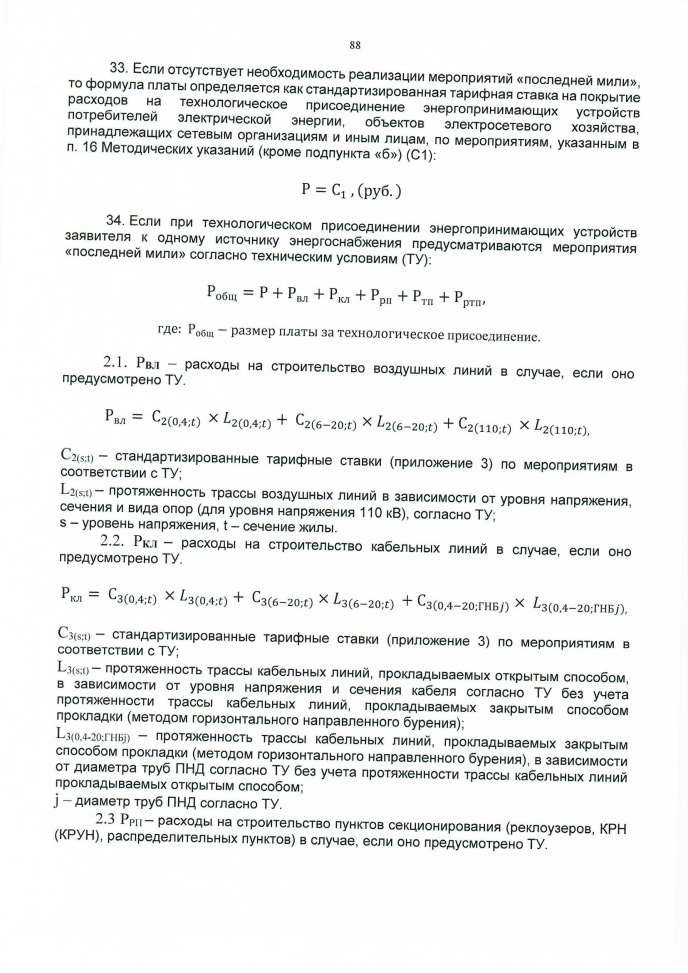 88
33. Если отсутствует необходимость реализации мероприятий «последней мили»,
то формула платы определяется как стандартизированная тарифная ставка на покрытие
расходов на технологическое присоединение энергопринимающих устройств
потребителей электрической энергии, объектов электросетевого хозяйства,
принадлежащих сетевым организациям и иным лицам, по мероприятиям, указанным в
п. 16 Методических указаний (кроме подпункта «б») (С1):
P = C₁ , (руб. )
34. Если при технологическом присоединении энергопринимающих устройств
заявителя к одному источнику энергоснабжения предусматриваются мероприятия
«последней мили» согласно техническим условиям (ТУ):
Pобщ = P + Pвл + Pкл + Pрп + Pтп + Pртп,
где: Pобщ – размер платы за технологическое присоединение.
2.1. Pвл – расходы на строительство воздушных линий в случае, если оно
предусмотрено ТУ.
Pвл = C2(0,4;t) × L2(0,4;t) + C2(6−20;t) × L2(6−20;t) + C2(110;t) × L2(110;t),
C2(s;t) – стандартизированные тарифные ставки (приложение 3) по мероприятиям в
соответствии с ТУ;
L2(s;t) – протяженность трассы воздушных линий в зависимости от уровня напряжения,
сечения и вида опор (для уровня напряжения 110 кВ), согласно ТУ;
s – уровень напряжения, t – сечение жилы.
2.2. Pкл – расходы на строительство кабельных линий в случае, если оно
предусмотрено ТУ.
Pкл = C3(0,4;t) × L3(0,4;t) + C3(6−20;t) × L3(6−20;t) + C3(0,4−20;ГНБj) × L3(0,4−20;ГНБj),
C3(s;t) – стандартизированные тарифные ставки (приложение 3) по мероприятиям в
соответствии с ТУ;
L3(s;t) – протяженность трассы кабельных линий, прокладываемых открытым способом,
в зависимости от уровня напряжения и сечения кабеля согласно ТУ без учета
протяженности трассы кабельных линий, прокладываемых закрытым способом
прокладки (методом горизонтального направленного бурения);
L3(0,4-20;ГНБj) – протяженность трассы кабельных линий, прокладываемых закрытым
способом прокладки (методом горизонтального направленного бурения), в зависимости
от диаметра труб ПНД согласно ТУ без учета протяженности трассы кабельных линий
прокладываемых открытым способом;
j – диаметр труб ПНД согласно ТУ.
2.3 PРП – расходы на строительство пунктов секционирования (реклоузеров, КРН
(КРУН), распределительных пунктов) в случае, если оно предусмотрено ТУ.